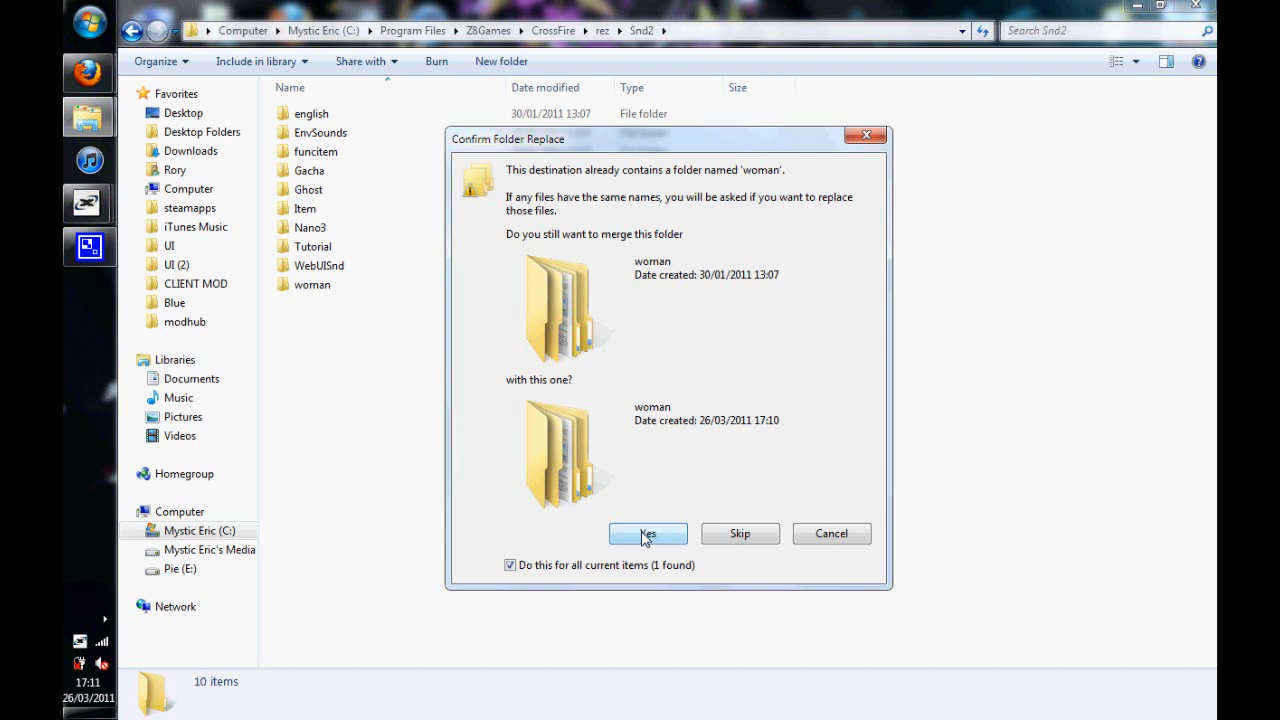 Computer Mystic Eric (C:) Program Files Z8Games CrossFire rez Snd2
Search Snd2
Organize Include in library Share with Burn New folder
Name Date modified Type Size
Favorites
Desktop
Desktop Folders
Downloads
Rory
Computer
steamapps
iTunes Music
UI
UI (2)
CLIENT MOD
Blue
modhub
Libraries
Documents
Music
Pictures
Videos
Homegroup
Computer
Mystic Eric (C:)
Mystic Eric's Media
Pie (E:)
Network
english 30/01/2011 13:07 File folder
EnvSounds
funcitem
Gacha
Ghost
Item
Nano3
Tutorial
WebUISnd
woman
Confirm Folder Replace
This destination already contains a folder named 'woman'.
If any files have the same names, you will be asked if you want to replace
those files.
Do you still want to merge this folder
woman
Date created: 30/01/2011 13:07
with this one?
woman
Date created: 26/03/2011 17:10
Yes Skip Cancel
Do this for all current items (1 found)
10 items
17:11
26/03/2011